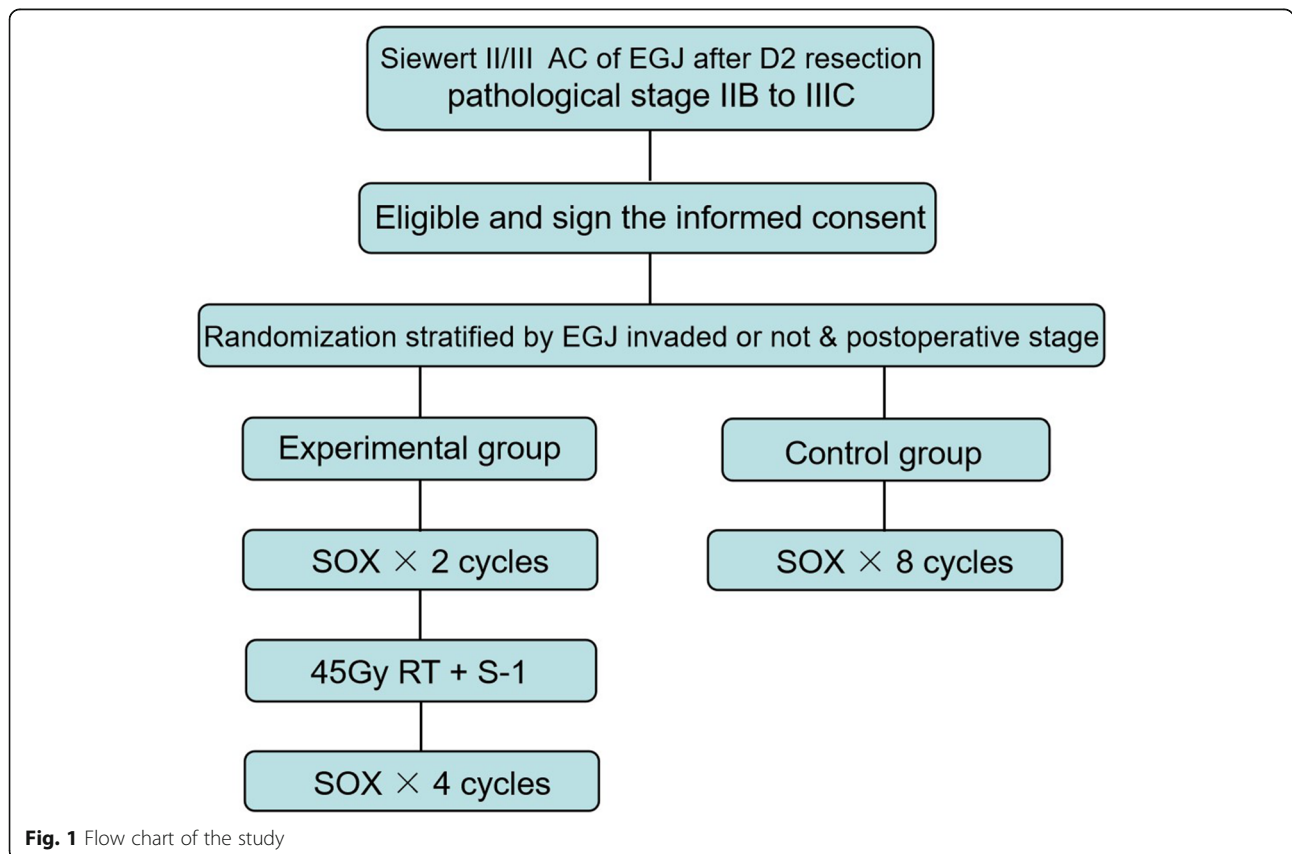 Siewert II/III AC of EGJ after D2 resection
pathological stage IIB to IIIC
Eligible and sign the informed consent
Randomization stratified by EGJ invaded or not & postoperative stage
Experimental group
Control group
SOX × 2 cycles
SOX × 8 cycles
45Gy RT + S-1
SOX × 4 cycles
Fig. 1 Flow chart of the study